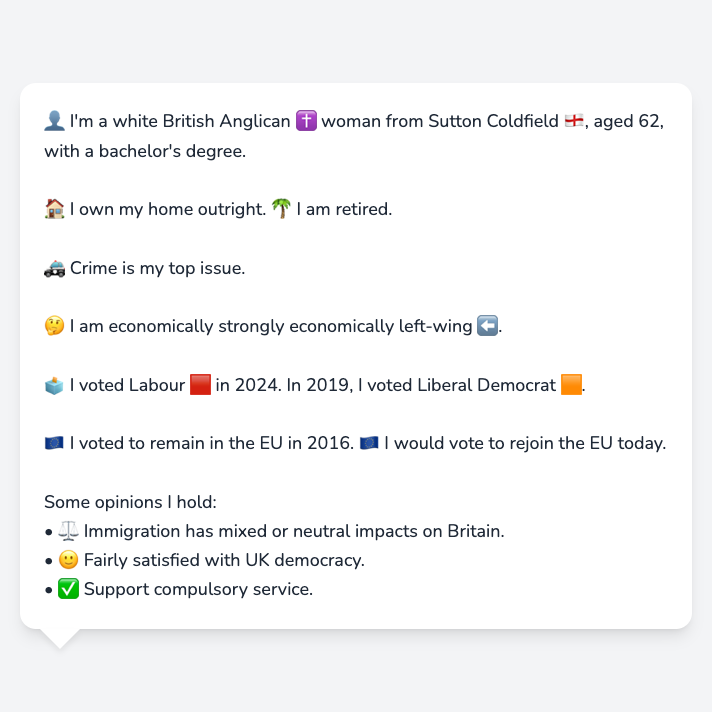 👤 I'm a white British Anglican ✝️ woman from Sutton Coldfield 🏴󠁧󠁢󠁥󠁮󠁧󠁿, aged 62,
with a bachelor's degree.
🏠 I own my home outright. 🌴 I am retired.
🚓 Crime is my top issue.
🤔 I am economically strongly economically left-wing ⬅️.
🗳️ I voted Labour 🟥 in 2024. In 2019, I voted Liberal Democrat 🟧.
🇪🇺 I voted to remain in the EU in 2016. 🇪🇺 I would vote to rejoin the EU today.
Some opinions I hold:
• ⚖️ Immigration has mixed or neutral impacts on Britain.
• 🙂 Fairly satisfied with UK democracy.
• ✅ Support compulsory service.